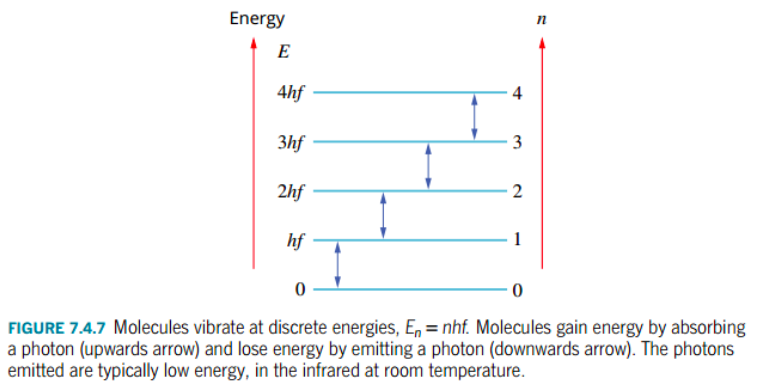 Energy n
E
4hf 4
3hf 3
2hf 2
hf 1
0 0
FIGURE 7.4.7 Molecules vibrate at discrete energies, Eₙ = nhf. Molecules gain energy by absorbing
a photon (upwards arrow) and lose energy by emitting a photon (downwards arrow). The photons
emitted are typically low energy, in the infrared at room temperature.